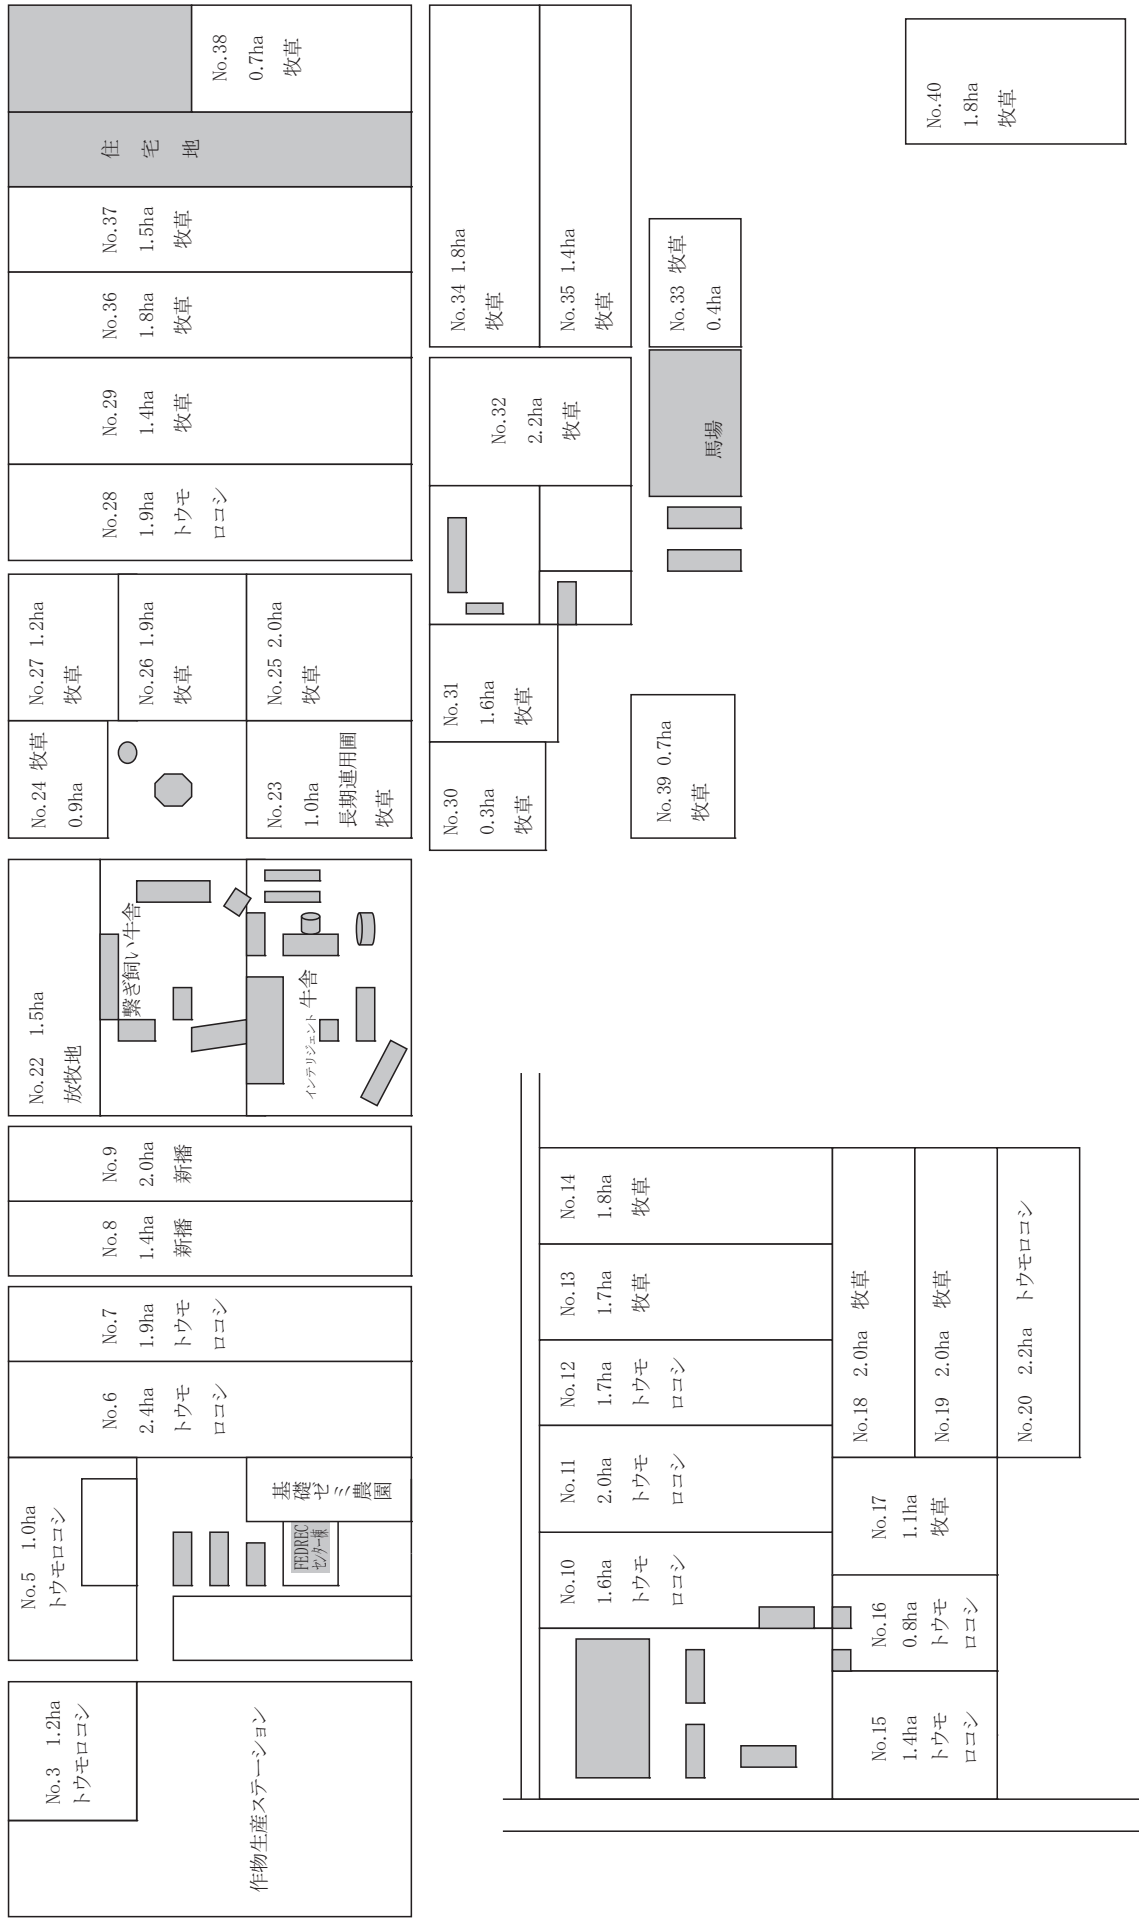 No.3 1.2ha
トウモロコシ
作物生産ステーション
No.5 1.0ha
トウモロコシ
FEDREC
センター棟
基礎ゼミ農園
No.6
2.4ha
トウモ
ロコシ
No.7
1.9ha
トウモ
ロコシ
No.8
1.4ha
新播
No.9
2.0ha
新播
No.22 1.5ha
放牧地
繋ぎ飼い牛舎
インテリジェント牛舎
No.24 牧草
0.9ha
No.23
1.0ha
長期連用圃
牧草
No.27 1.2ha
牧草
No.26 1.9ha
牧草
No.25 2.0ha
牧草
No.28
1.9ha
トウモ
ロコシ
No.29
1.4ha
牧草
No.36
1.8ha
牧草
No.37
1.5ha
牧草
住宅地
No.38
0.7ha
牧草
No.30
0.3ha
牧草
No.31
1.6ha
牧草
No.32
2.2ha
牧草
No.34 1.8ha
牧草
No.35 1.4ha
牧草
No.39 0.7ha
牧草
馬場
No.33 牧草
0.4ha
No.40
1.8ha
牧草
No.10
1.6ha
トウモ
ロコシ
No.11
2.0ha
トウモ
ロコシ
No.12
1.7ha
トウモ
ロコシ
No.13
1.7ha
牧草
No.14
1.8ha
牧草
No.15
1.4ha
トウモ
ロコシ
No.16
0.8ha
トウモ
ロコシ
No.17
1.1ha
牧草
No.18 2.0ha 牧草
No.19 2.0ha 牧草
No.20 2.2ha トウモロコシ